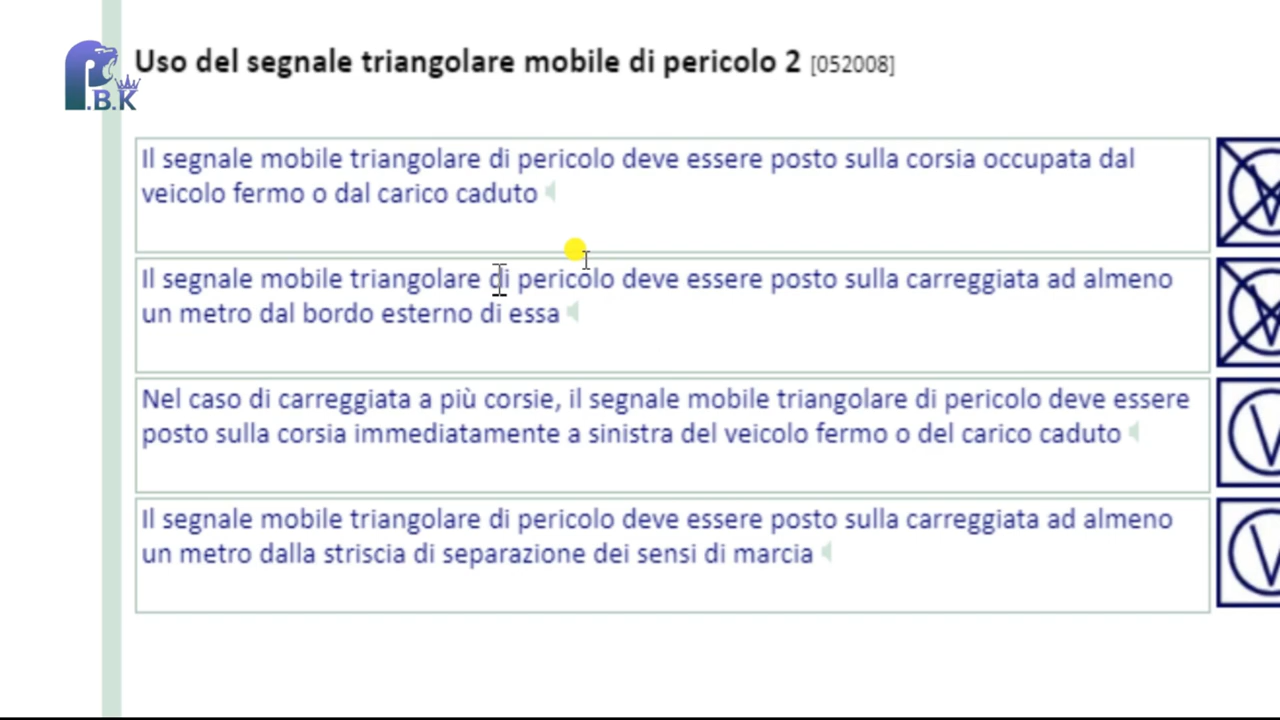 Uso del segnale triangolare mobile di pericolo 2 [052008]
P.B.K
Il segnale mobile triangolare di pericolo deve essere posto sulla corsia occupata dal
veicolo fermo o dal carico caduto
V
Il segnale mobile triangolare di pericolo deve essere posto sulla carreggiata ad almeno
un metro dal bordo esterno di essa
V
Nel caso di carreggiata a più corsie, il segnale mobile triangolare di pericolo deve essere
posto sulla corsia immediatamente a sinistra del veicolo fermo o del carico caduto
V
Il segnale mobile triangolare di pericolo deve essere posto sulla carreggiata ad almeno
un metro dalla striscia di separazione dei sensi di marcia
V